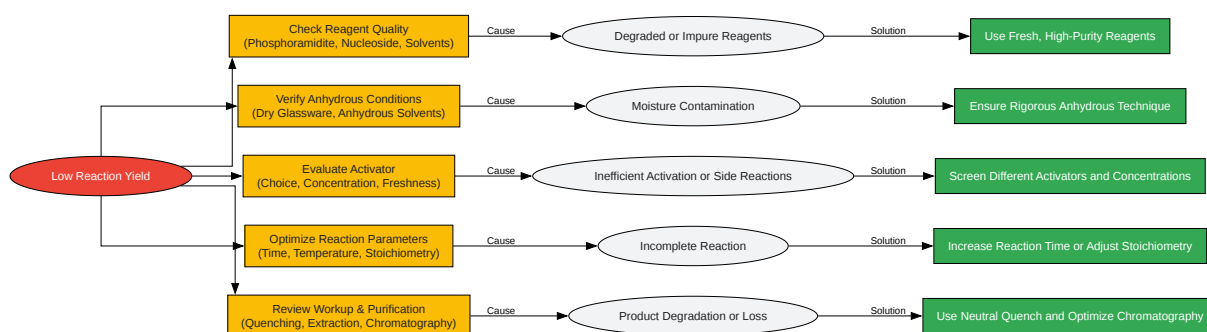 Check Reagent Quality
(Phosphoramidite, Nucleoside, Solvents)
Cause
Degraded or Impure Reagents
Solution
Use Fresh, High-Purity Reagents
Verify Anhydrous Conditions
(Dry Glassware, Anhydrous Solvents)
Cause
Moisture Contamination
Solution
Ensure Rigorous Anhydrous Technique
Low Reaction Yield
Evaluate Activator
(Choice, Concentration, Freshness)
Cause
Inefficient Activation or Side Reactions
Solution
Screen Different Activators and Concentrations
Optimize Reaction Parameters
(Time, Temperature, Stoichiometry)
Cause
Incomplete Reaction
Solution
Increase Reaction Time or Adjust Stoichiometry
Review Workup & Purification
(Quenching, Extraction, Chromatography)
Cause
Product Degradation or Loss
Solution
Use Neutral Quench and Optimize Chromatography